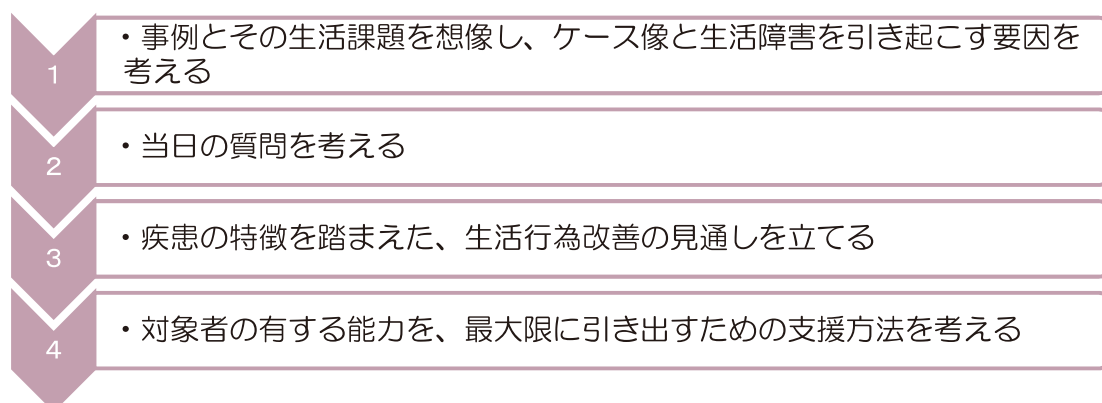 1
・事例とその生活課題を想像し、ケース像と生活障害を引き起こす要因を
考える
2
・当日の質問を考える
3
・疾患の特徴を踏まえた、生活行為改善の見通しを立てる
4
・対象者の有する能力を、最大限に引き出すための支援方法を考える